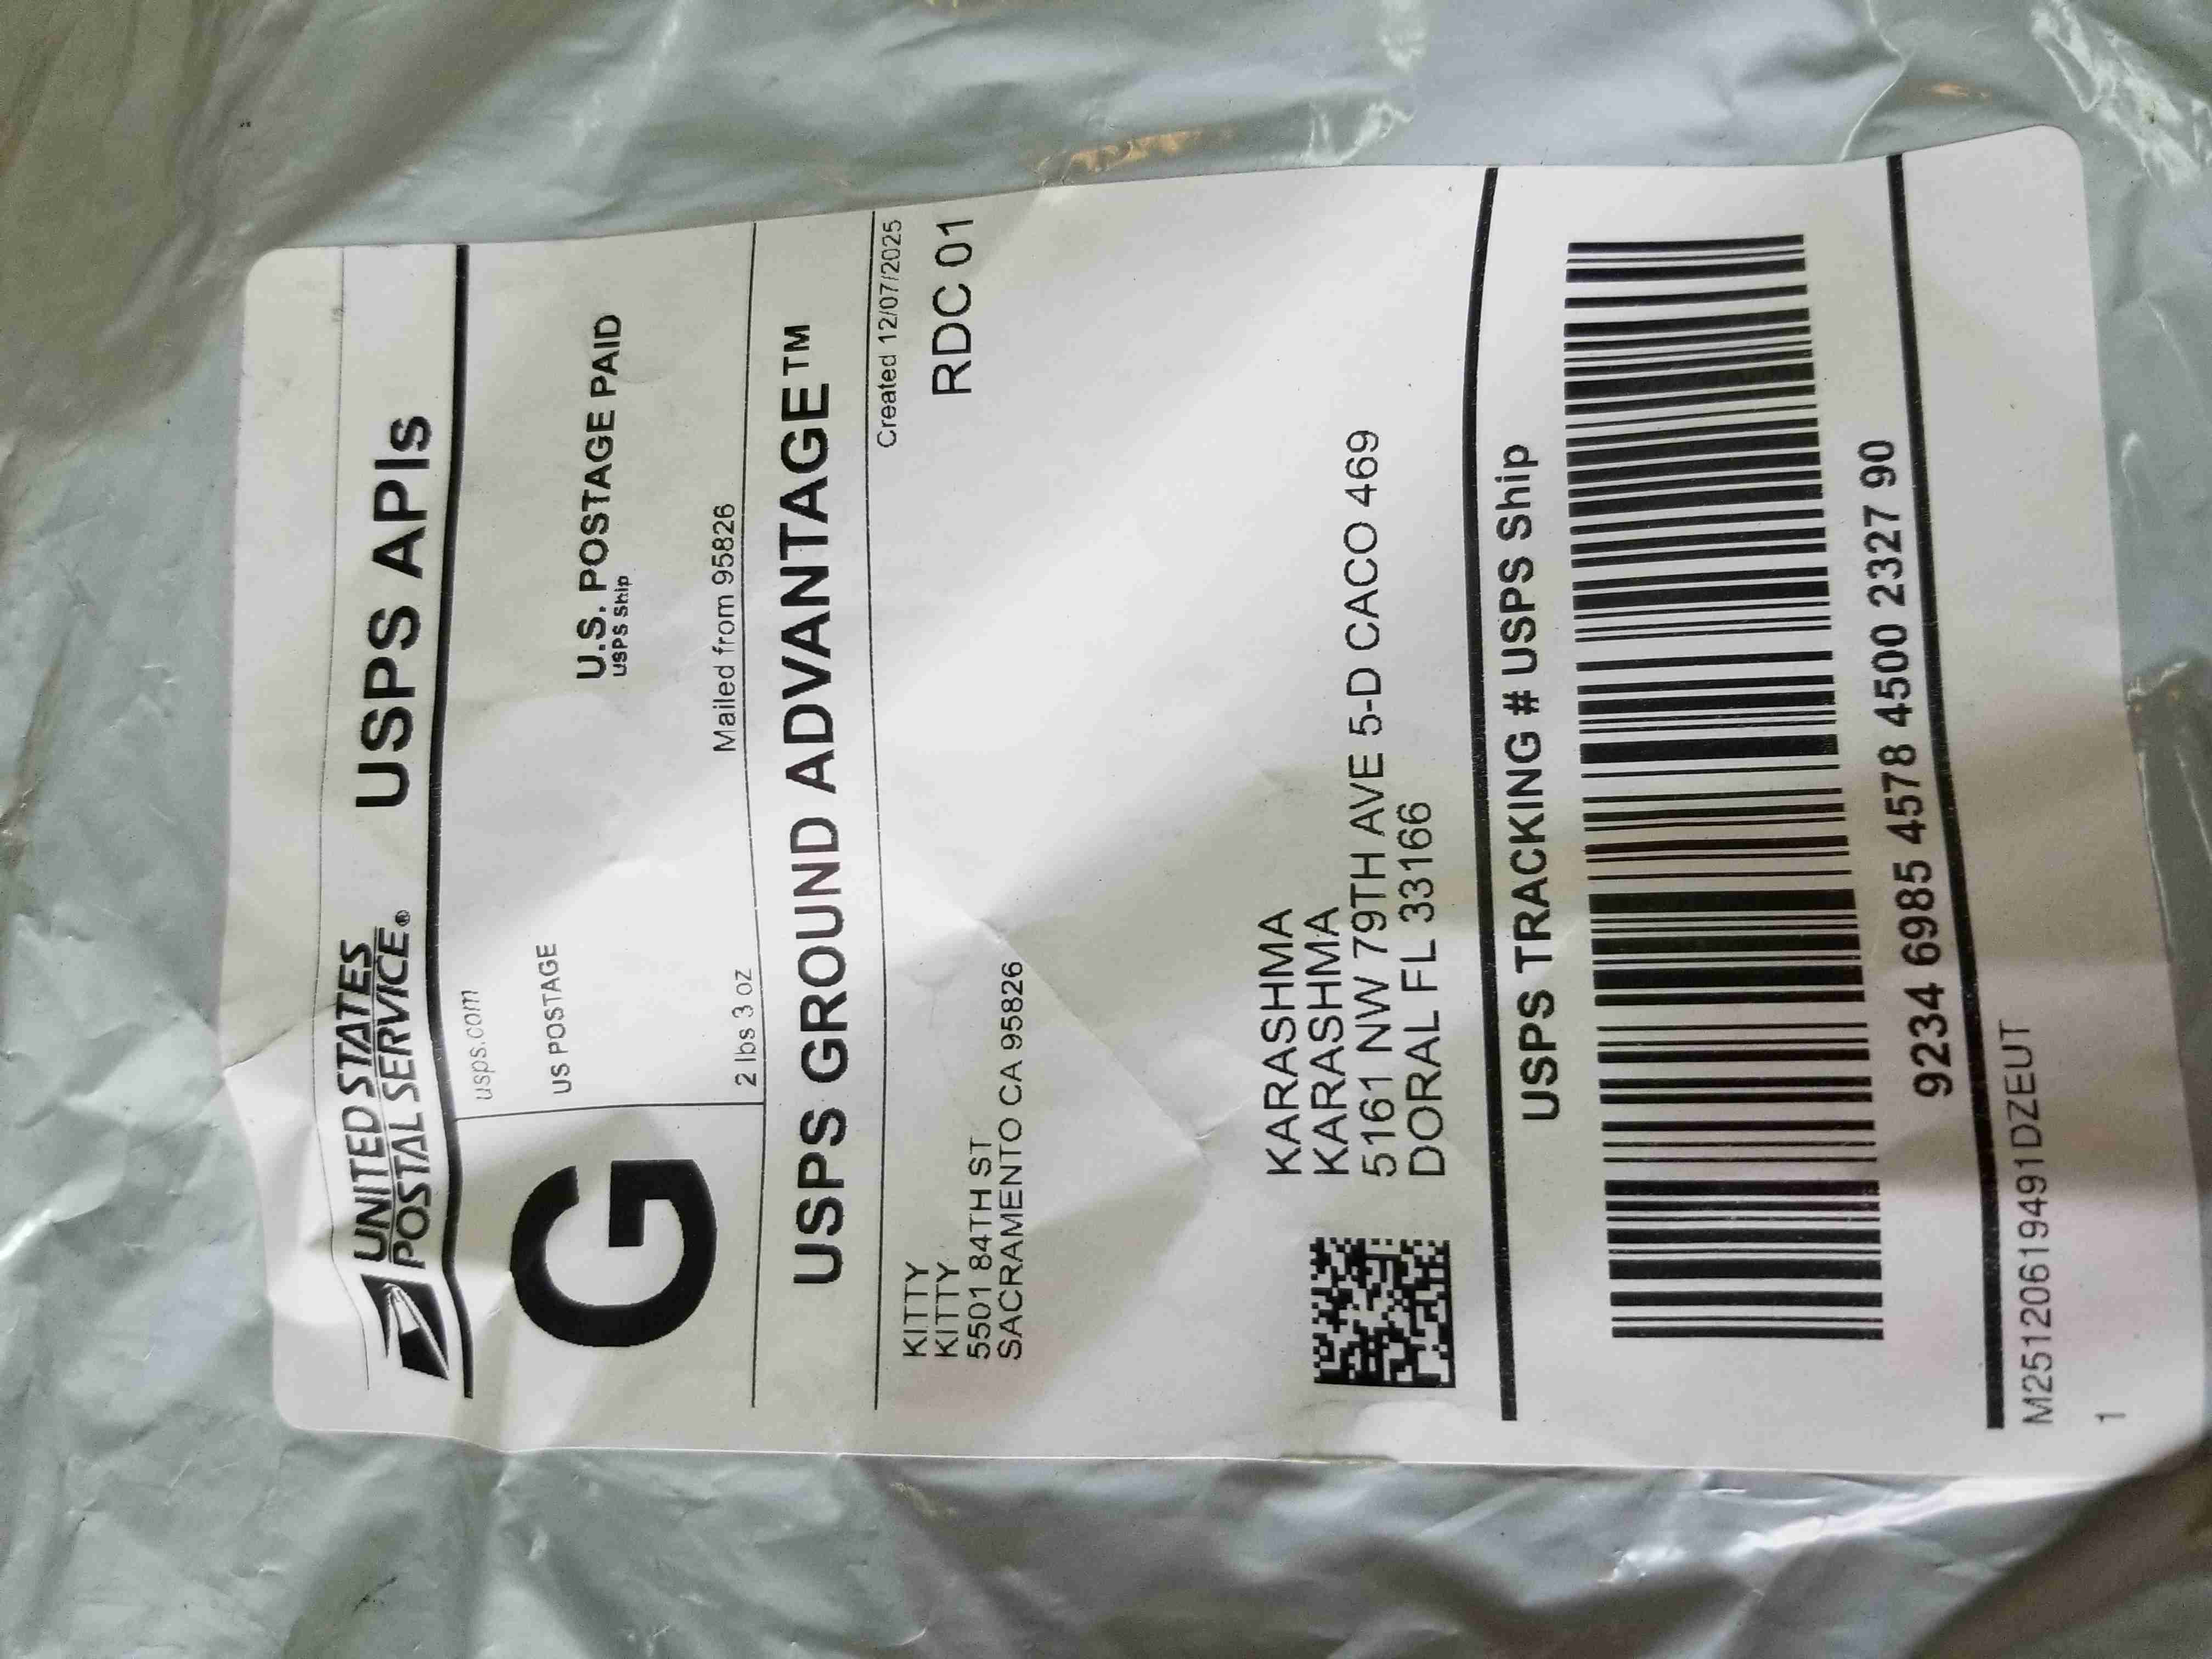 UNITED STATES
POSTAL SERVICE®
USPS APIs
usps.com
G
US POSTAGE
U.S. POSTAGE PAID
USPS Ship
2 lbs 3 oz
Mailed from 95826
USPS GROUND ADVANTAGE™
Created 12/07/2025
KITTY
KITTY
5501 84TH ST
SACRAMENTO CA 95826
RDC 01
KARASHMA
KARASHMA
5161 NW 79TH AVE 5-D CACO 469
DORAL FL 33166
USPS TRACKING # USPS Ship
9234 6985 4578 4500 2327 90
M2512061949​1DZEUT
1